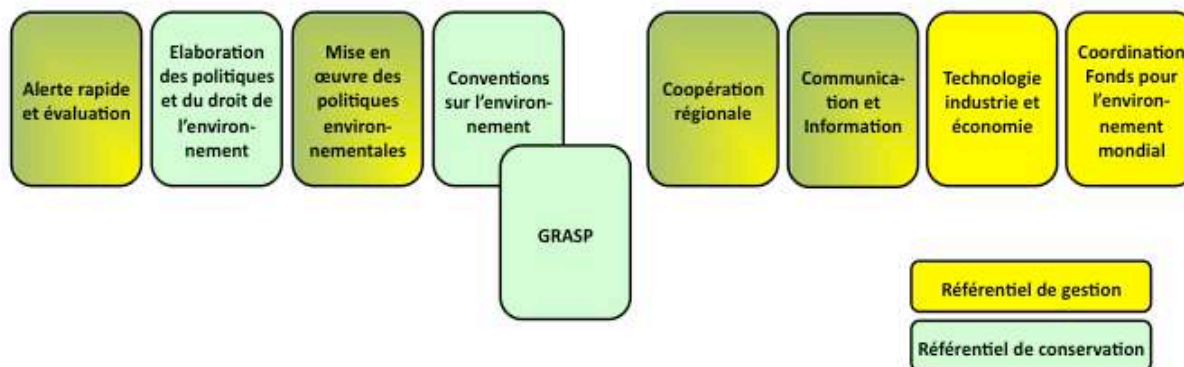 Alerte rapide
et évaluation
Elaboration
des politiques
et du droit de
l'environ-
nement
Mise en
œuvre des
politiques
environ-
nementales
Conventions
sur l'environ-
nement
GRASP
Coopération
régionale
Communica-
tion et
Information
Technologie
industrie et
économie
Coordination
Fonds pour
l'environ-
nement
mondial
Référentiel de gestion
Référentiel de conservation